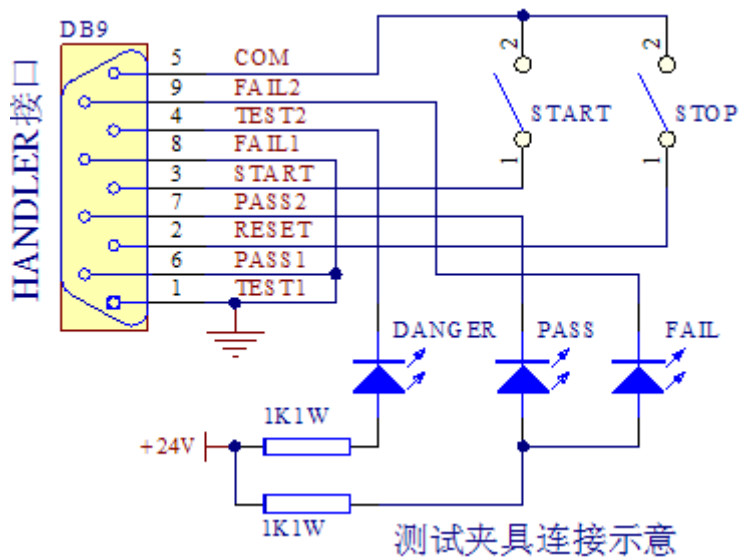 DB9
HANDLER接口
5 COM
9 FAIL2
4 TEST2
8 FAIL1
3 START
7 PASS2
2 RESET
6 PASS1
1 TEST1
2
START
1
2
STOP
1
DANGER
PASS
FAIL
+24V
1K1W
1K1W
测试夹具连接示意